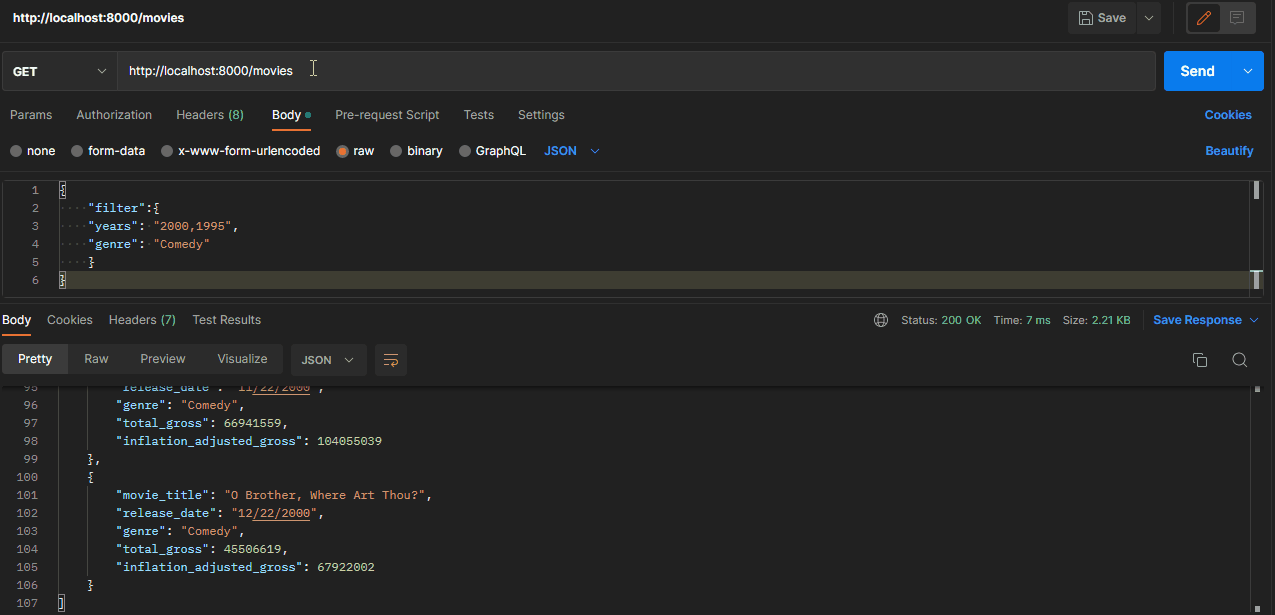 http://localhost:8000/movies
Save
GET
http://localhost:8000/movies
Send
Params Authorization Headers (8) Body Pre-request Script Tests Settings Cookies
none form-data x-www-form-urlencoded raw binary GraphQL JSON Beautify
1 {
2 "filter":{
3 "years": "2000,1995",
4 "genre": "Comedy"
5 }
6 }
Body Cookies Headers (7) Test Results Status: 200 OK Time: 7 ms Size: 2.21 KB Save Response
Pretty Raw Preview Visualize JSON
95 "release_date": "11/22/2000",
96 "genre": "Comedy",
97 "total_gross": 66941559,
98 "inflation_adjusted_gross": 104055039
99 },
100 {
101 "movie_title": "O Brother, Where Art Thou?",
102 "release_date": "12/22/2000",
103 "genre": "Comedy",
104 "total_gross": 45506619,
105 "inflation_adjusted_gross": 67922002
106 }
107 ]